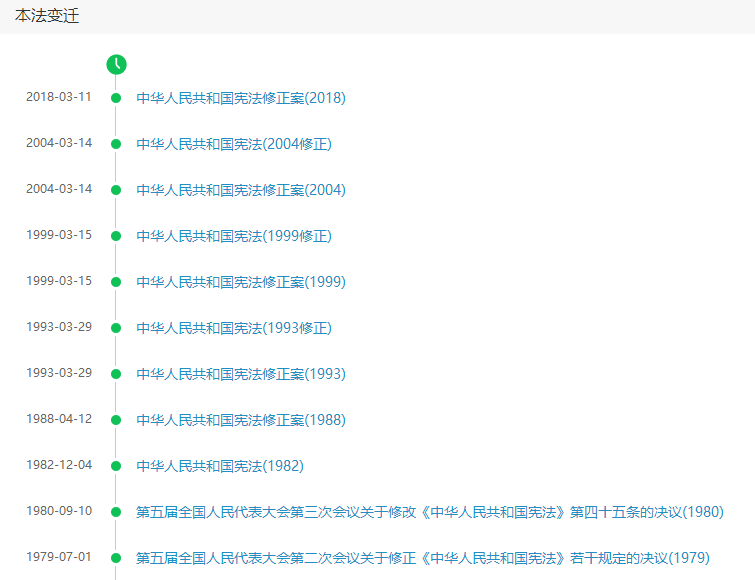 本法变迁
2018-03-11 中华人民共和国宪法修正案(2018)
2004-03-14 中华人民共和国宪法(2004修正)
2004-03-14 中华人民共和国宪法修正案(2004)
1999-03-15 中华人民共和国宪法(1999修正)
1999-03-15 中华人民共和国宪法修正案(1999)
1993-03-29 中华人民共和国宪法(1993修正)
1993-03-29 中华人民共和国宪法修正案(1993)
1988-04-12 中华人民共和国宪法修正案(1988)
1982-12-04 中华人民共和国宪法(1982)
1980-09-10 第五届全国人民代表大会第三次会议关于修改《中华人民共和国宪法》第四十五条的决议(1980)
1979-07-01 第五届全国人民代表大会第二次会议关于修正《中华人民共和国宪法》若干规定的决议(1979)